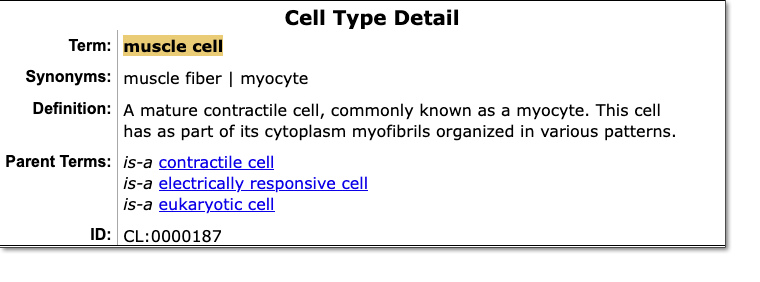 Cell Type Detail
Term: muscle cell
Synonyms: muscle fiber | myocyte
Definition: A mature contractile cell, commonly known as a myocyte. This cell
has as part of its cytoplasm myofibrils organized in various patterns.
Parent Terms: is-a contractile cell
is-a electrically responsive cell
is-a eukaryotic cell
ID: CL:0000187